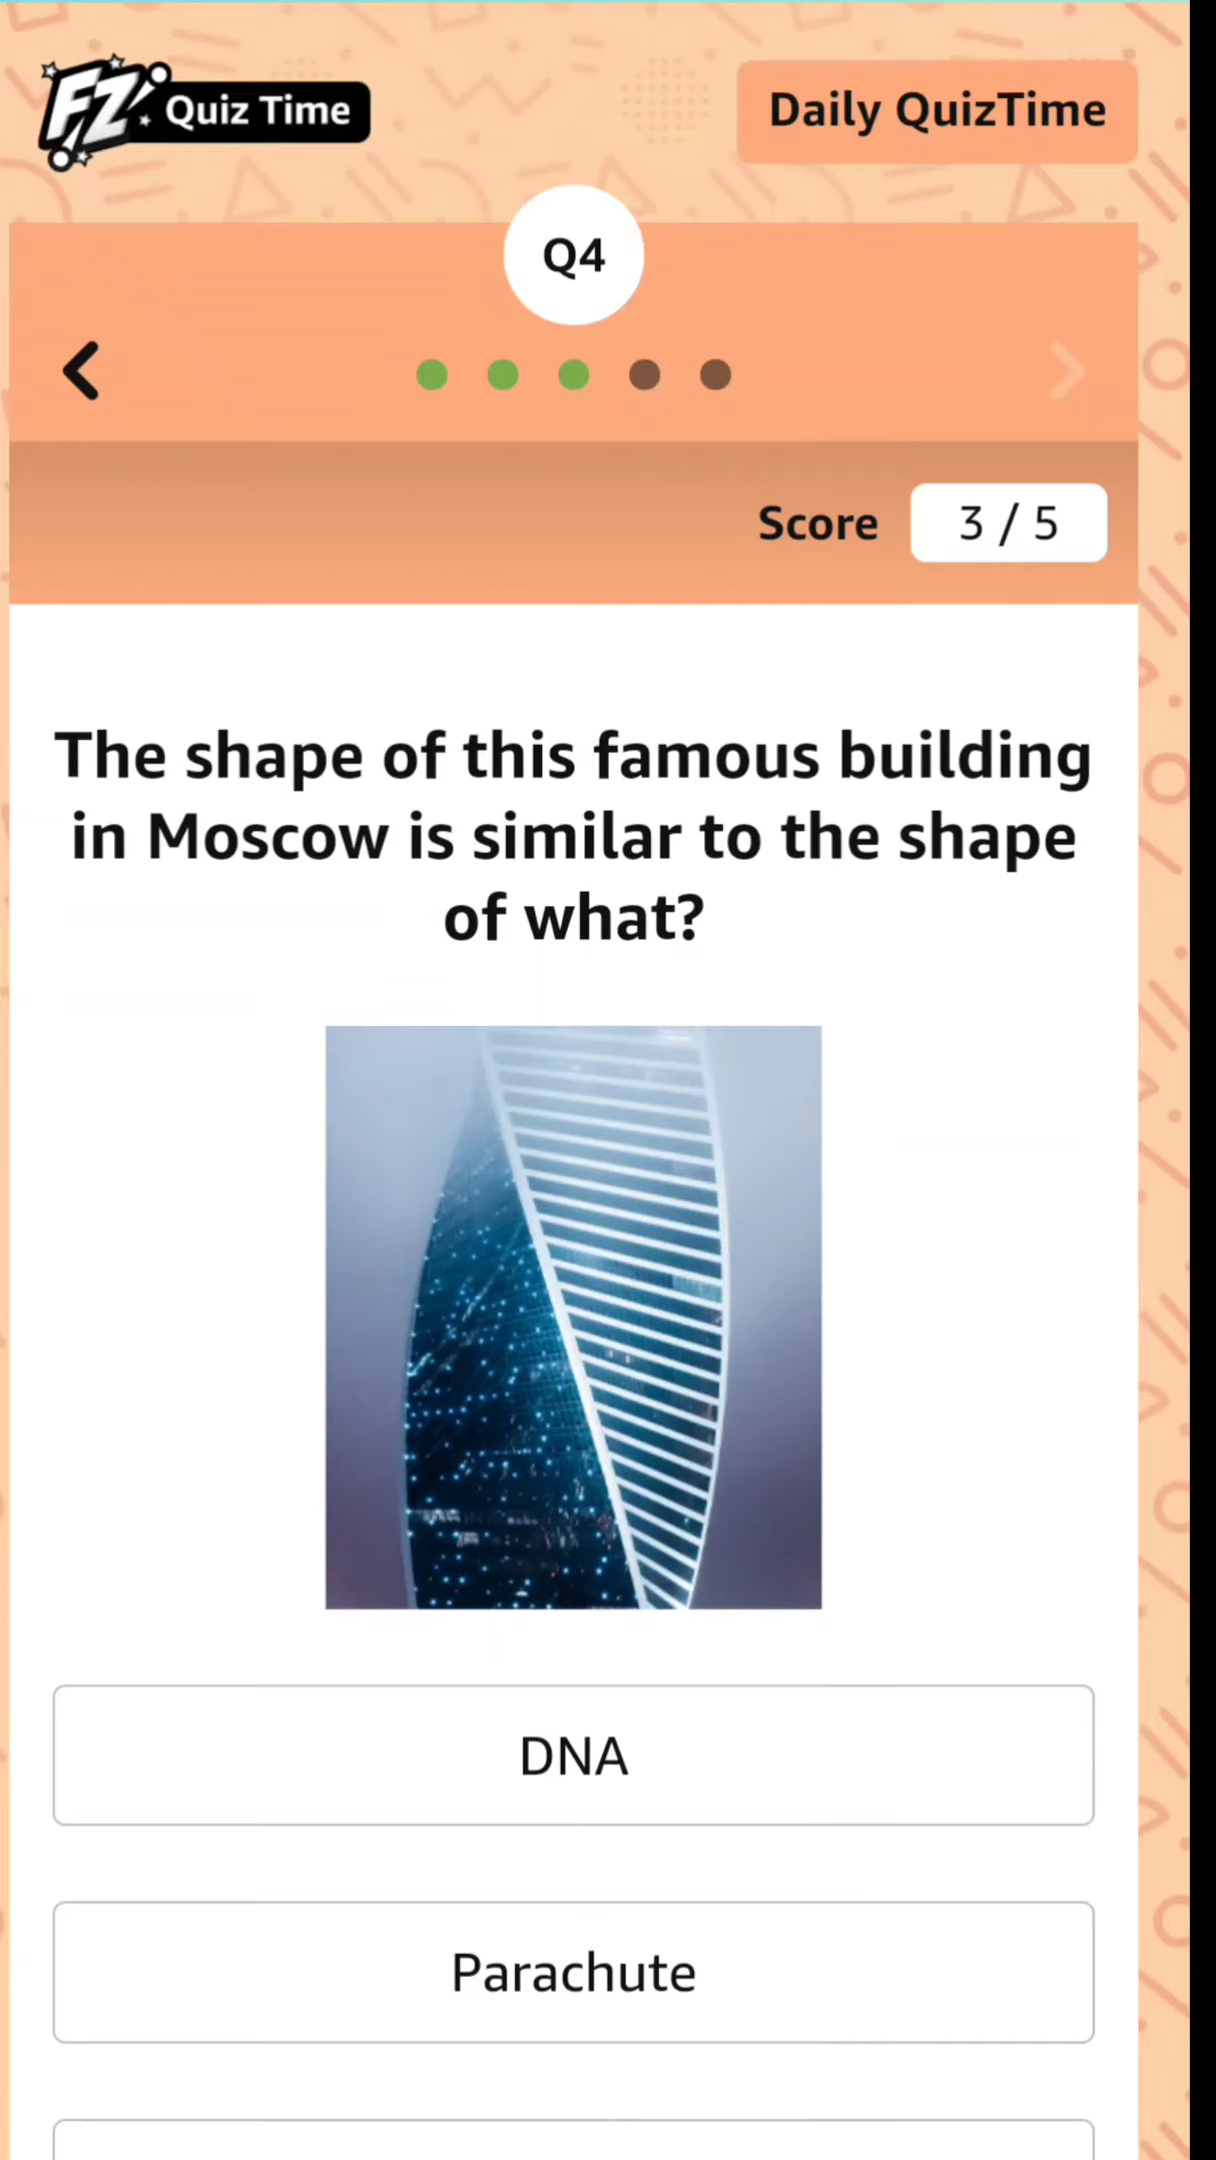 FZ Quiz Time
Daily QuizTime
Q4
Score 3 / 5
The shape of this famous building
in Moscow is similar to the shape
of what?
DNA
Parachute